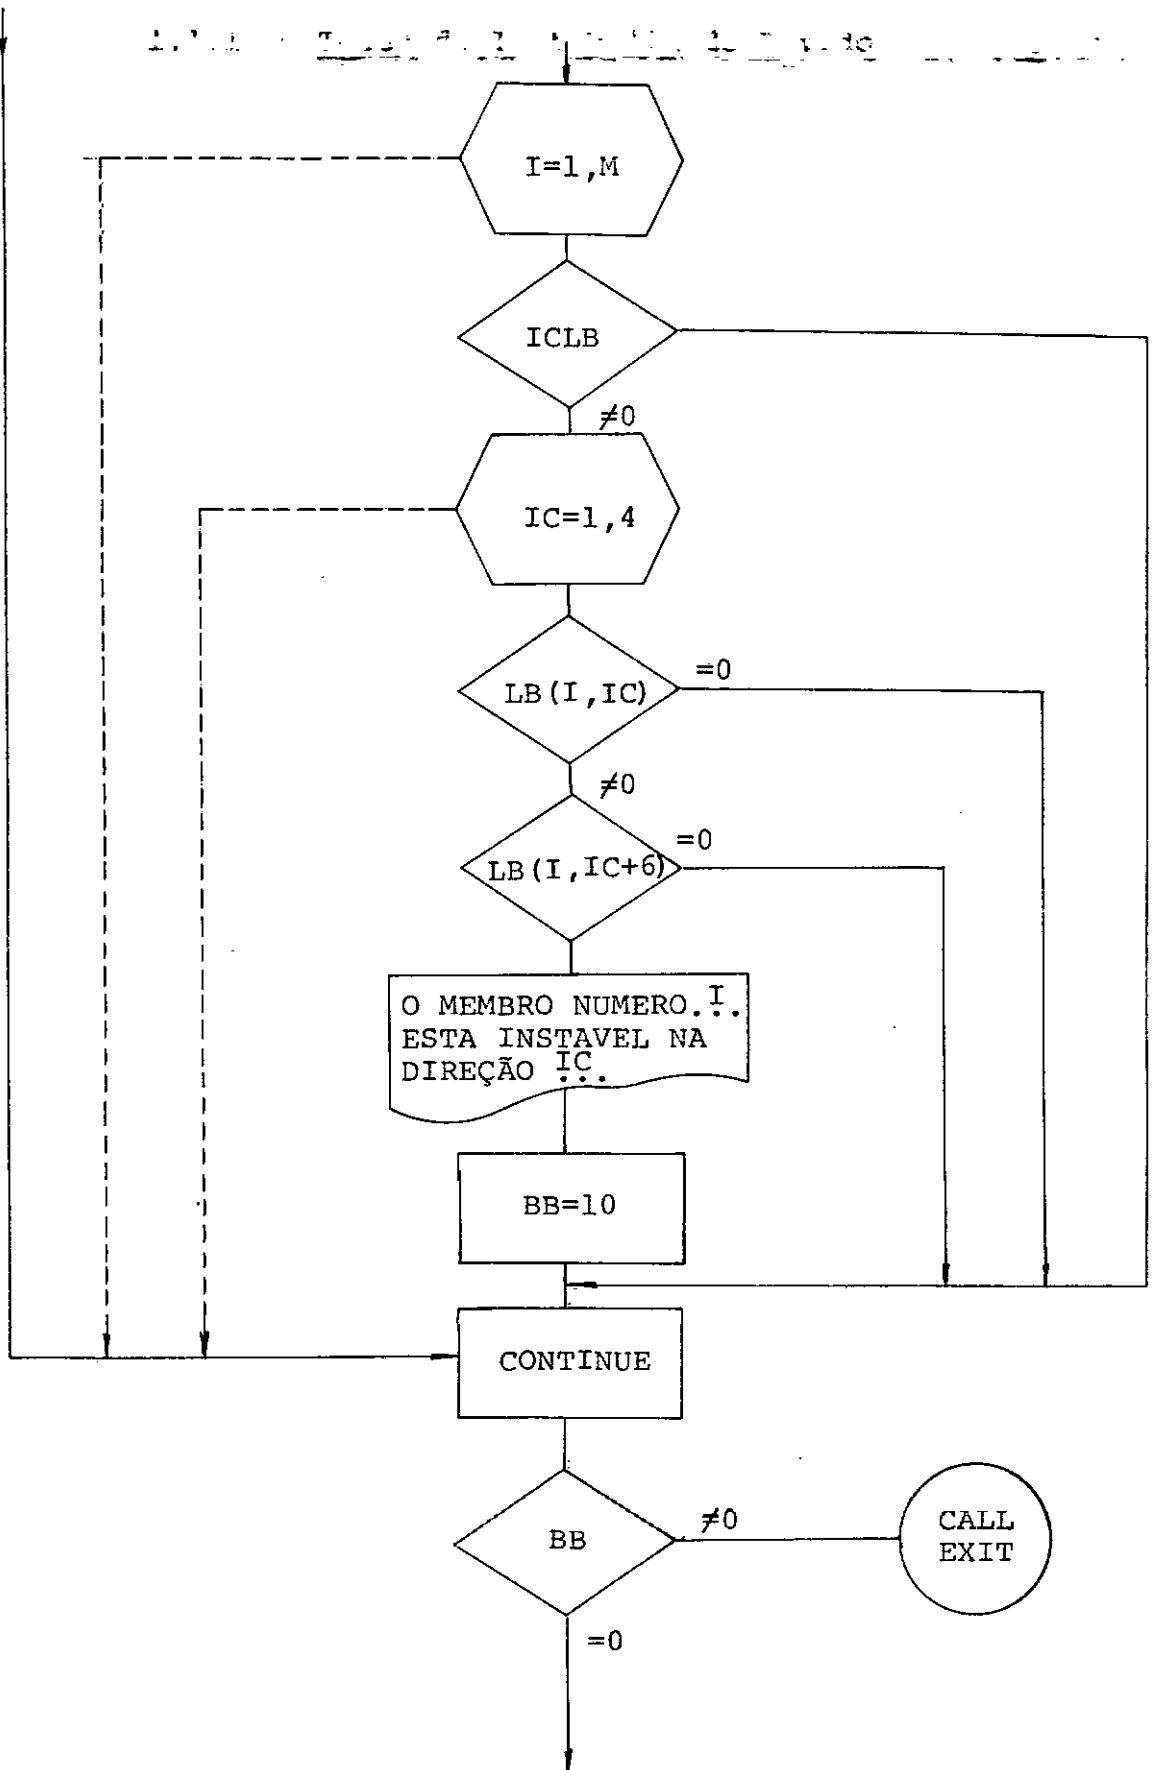 I=1,M
ICLB
≠0
IC=1,4
=0
LB(I,IC)
≠0
=0
LB(I,IC+6)
O MEMBRO NUMERO.I.
ESTA INSTAVEL NA
DIREÇÃO IC...
BB=10
CONTINUE
≠0
BB
CALL
EXIT
=0